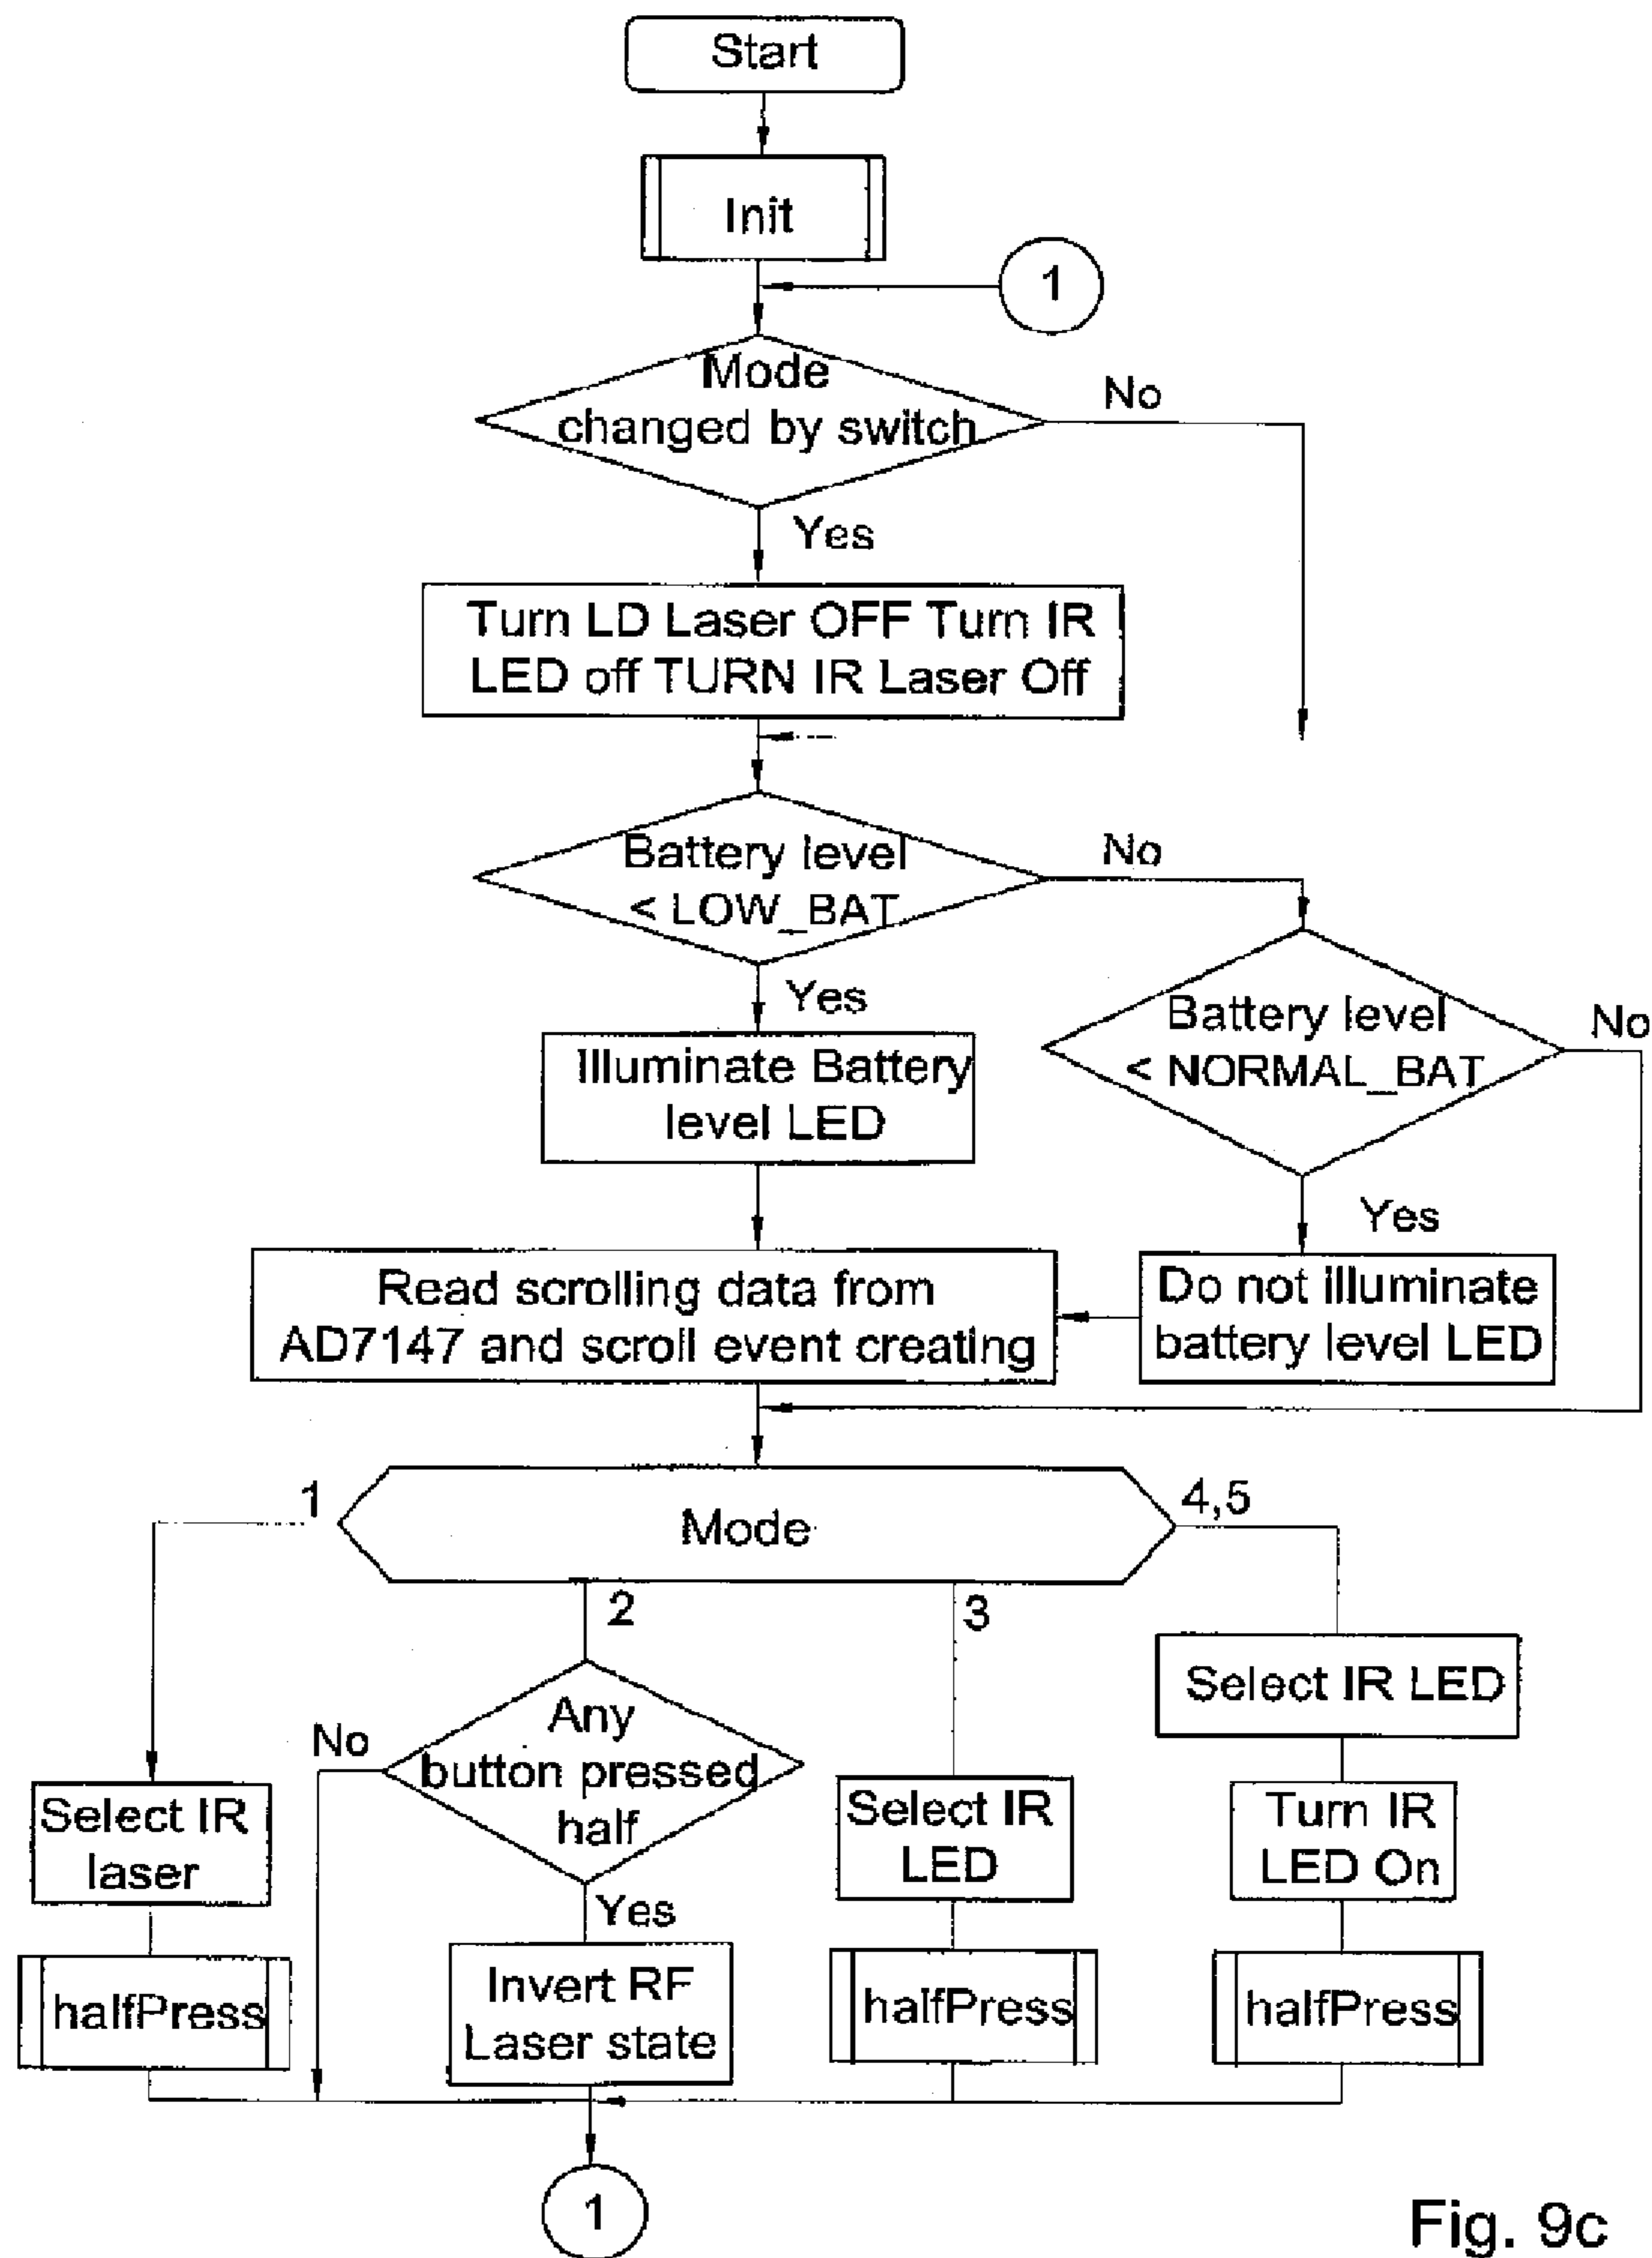 Start
Init
1
Mode
changed by switch
No
Yes
Turn LD Laser OFF Turn IR
LED off TURN IR Laser Off
Battery level
< LOW_BAT
No
Yes
Battery level
< NORMAL_BAT
No
Illuminate Battery
level LED
Yes
Read scrolling data from
AD7147 and scroll event creating
Do not illuminate
battery level LED
1
Mode
4,5
2
3
Select IR LED
Any
button pressed
half
No
Select IR
laser
Select IR
LED
Turn IR
LED On
Yes
halfPress
Invert RF
Laser state
halfPress
halfPress
1
Fig. 9c